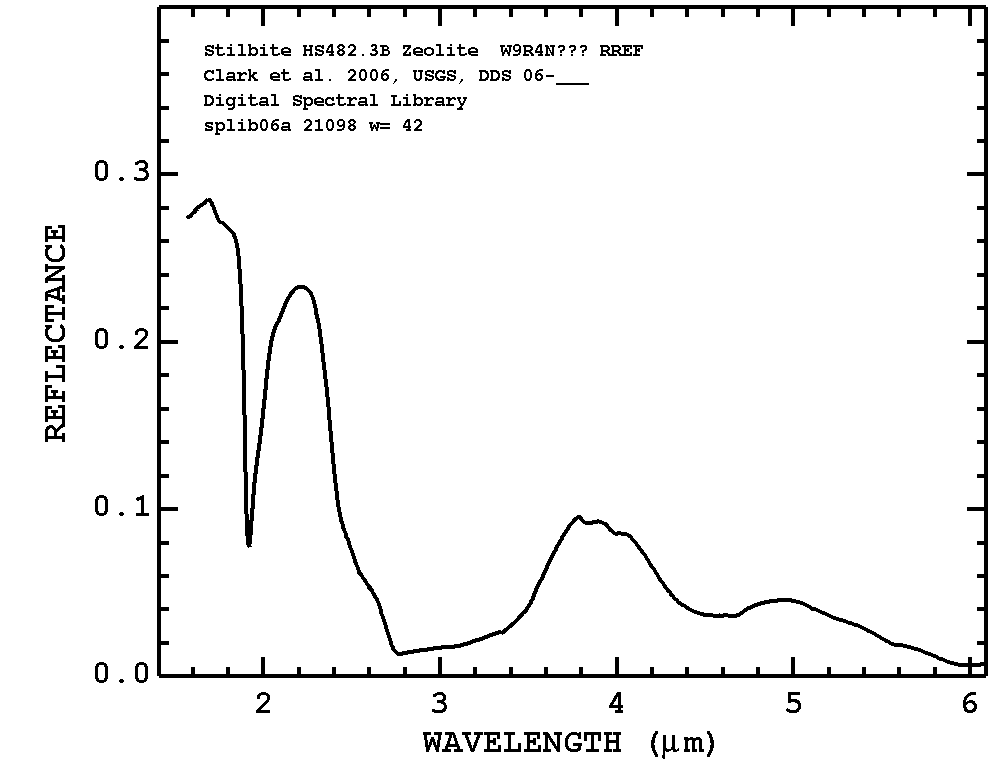 Stilbite HS482.3B Zeolite W9R4N??? RREF
Clark et al. 2006, USGS, DDS 06-___
Digital Spectral Library
splib06a 21098 w= 42
REFLECTANCE
0.3
0.2
0.1
0.0
2 3 4 5 6
WAVELENGTH (μm)